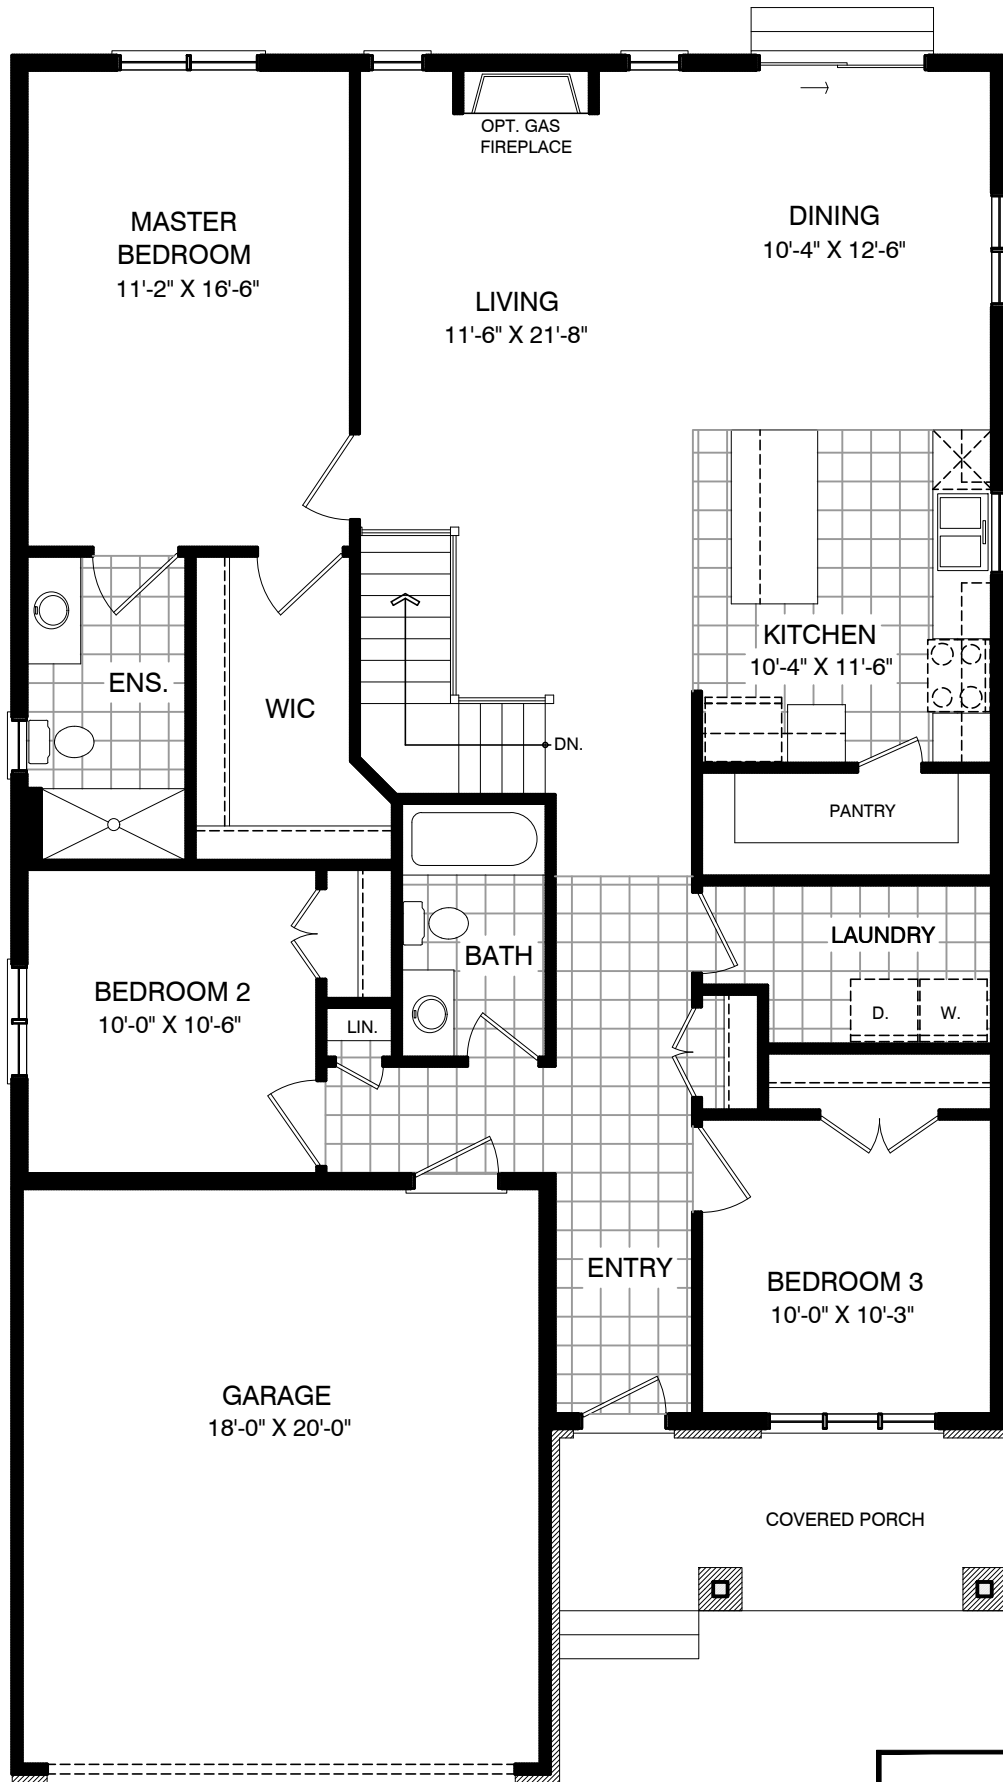 OPT. GAS
FIREPLACE
MASTER
BEDROOM
11'-2" X 16'-6"
DINING
10'-4" X 12'-6"
LIVING
11'-6" X 21'-8"
KITCHEN
10'-4" X 11'-6"
ENS.
WIC
DN.
PANTRY
LAUNDRY
BATH
BEDROOM 2
10'-0" X 10'-6"
LIN.
D.
W.
ENTRY
BEDROOM 3
10'-0" X 10'-3"
GARAGE
18'-0" X 20'-0"
COVERED PORCH